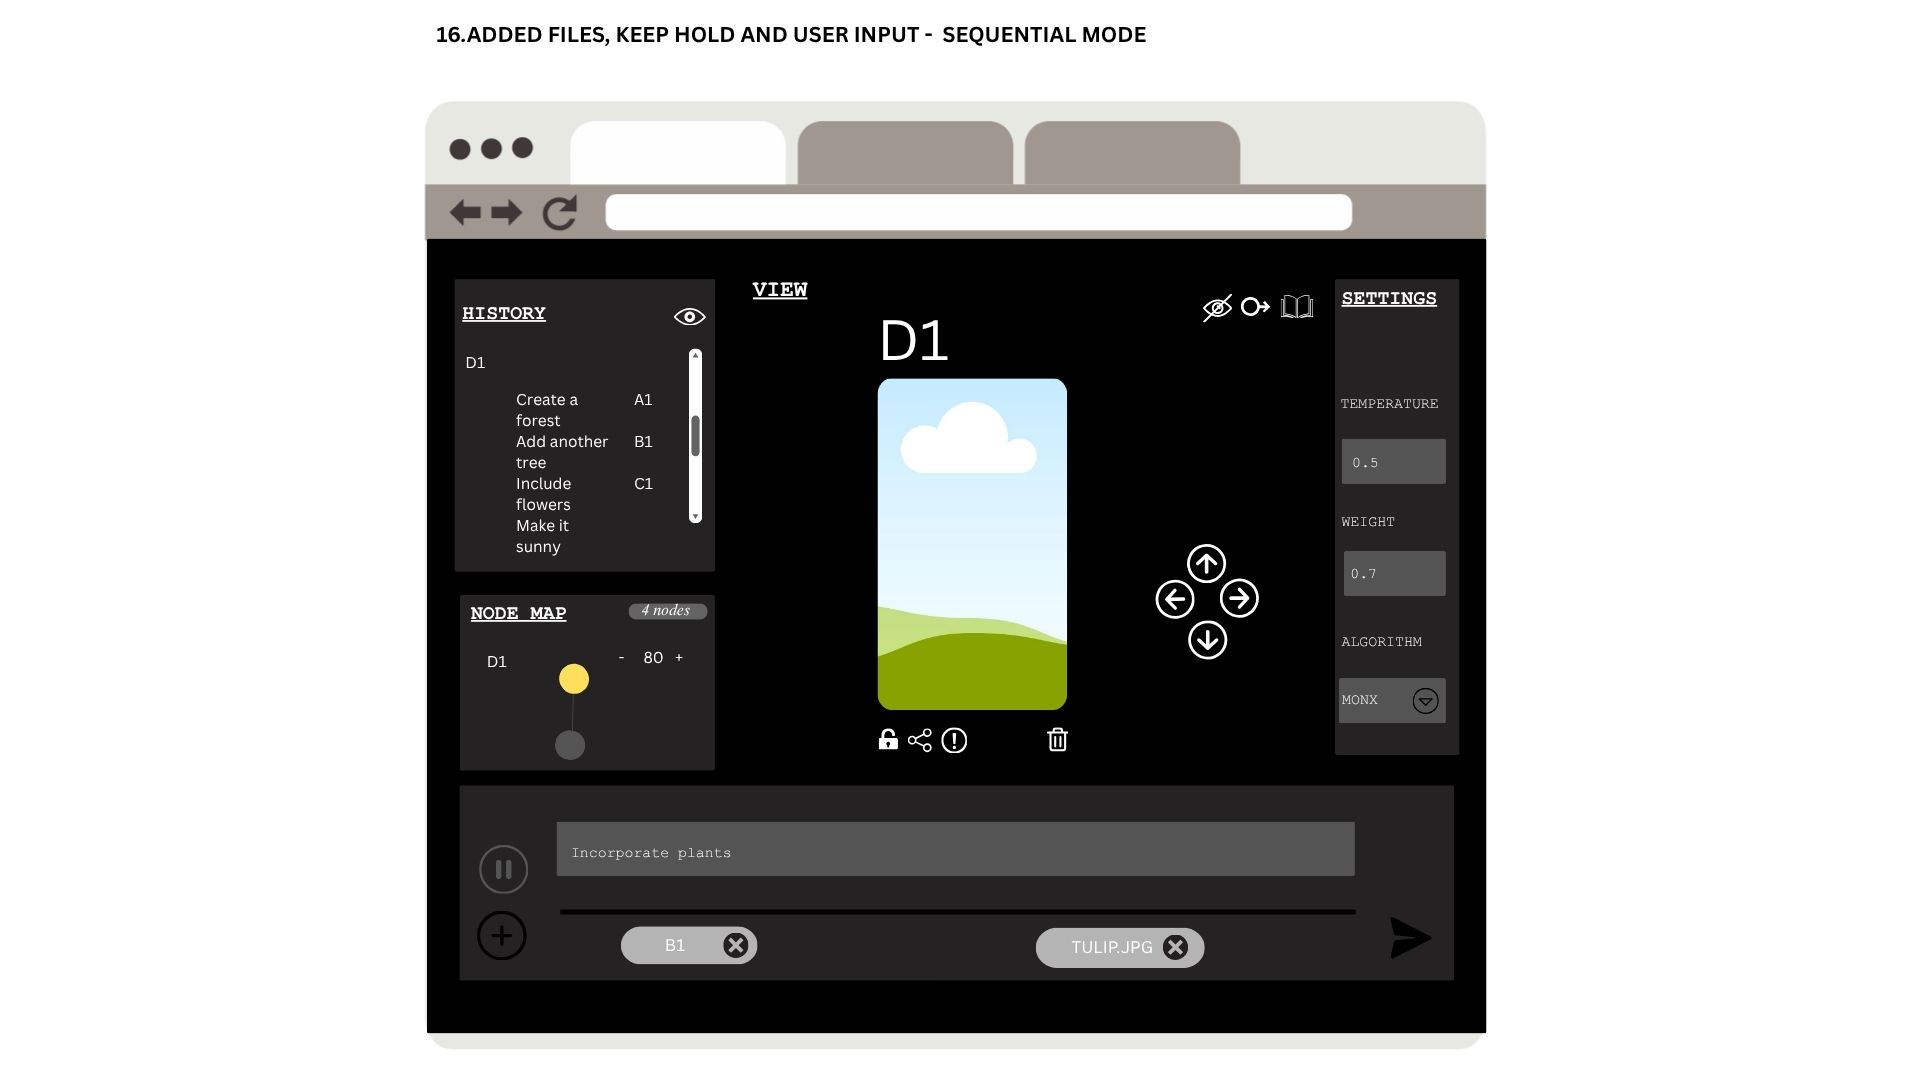 16.ADDED FILES, KEEP HOLD AND USER INPUT - SEQUENTIAL MODE
HISTORY
D1
Create a
forest
A1
Add another
tree
B1
Include
flowers
C1
Make it
sunny
NODE MAP
4 nodes
D1
- 80 +
VIEW
D1
SETTINGS
TEMPERATURE
0.5
WEIGHT
0.7
ALGORITHM
MONX
Incorporate plants
B1
TULIP.JPG